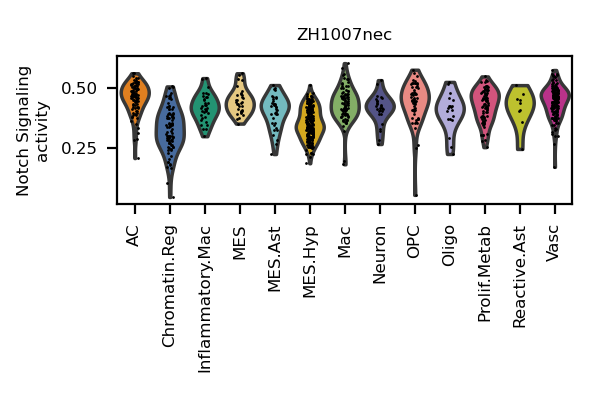 ZH1007nec
Notch Signaling
activity
0.50
0.25
AC
Chromatin.Reg
Inflammatory.Mac
MES
MES.Ast
MES.Hyp
Mac
Neuron
OPC
Oligo
Prolif.Metab
Reactive.Ast
Vasc